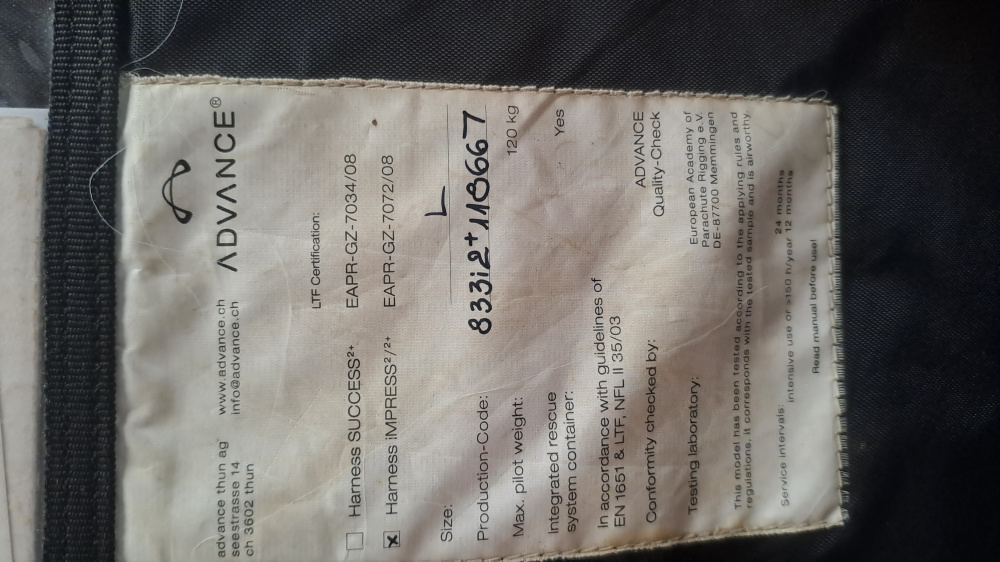 ADVANCE®
advance thun ag www.advance.ch
seestrasse 14 info@advance.ch
ch 3602 thun
LTF Certification:
☐ Harness SUCCESS²⁺ EAPR-GZ-7034/08
☒ Harness iMPRESS²/²⁺ EAPR-GZ-7072/08
Size: L
Production-Code: 833i2+118667
Max. pilot weight: 120 kg
Integrated rescue
system container: Yes
In accordance with guidelines of
EN 1651 & LTF, NFL II 35/03
Conformity checked by: ADVANCE
Quality-Check
Testing laboratory: European Academy of
Parachute Rigging e.V.
DE-87700 Memmingen
This model has been tested according to the applying rules and
regulations. It corresponds with the tested sample and is airworthy.
Service intervals: 24 months
intensive use or >150 h/year 12 months
Read manual before use!